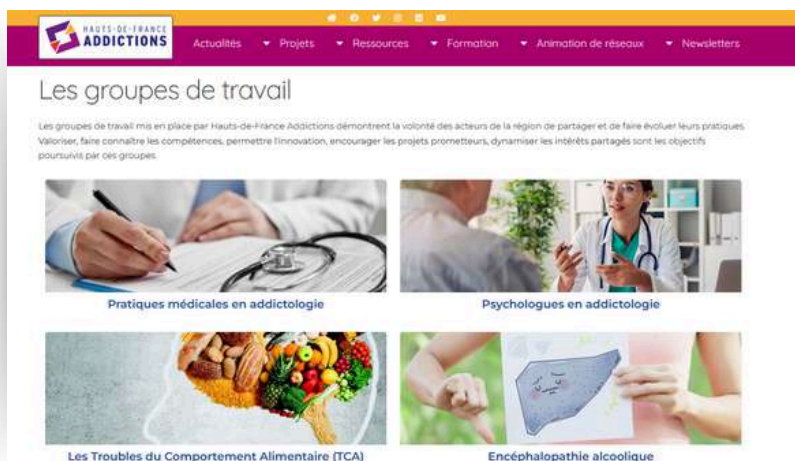 HAUTS-DE-FRANCE
ADDICTIONS
Actualités Projets Ressources Formation Animation de réseaux Newsletters
Les groupes de travail
Les groupes de travail mis en place par Hauts-de-France Addictions démontrent la volonté des acteurs de la région de partager et de faire évoluer leurs pratiques.
Valoriser, faire connaître les compétences, permettre l'innovation, encourager les projets prometteurs, dynamiser les intérêts partagés sont les objectifs
poursuivis par ces groupes.
Pratiques médicales en addictologie
Psychologues en addictologie
Les Troubles du Comportement Alimentaire (TCA)
Encéphalopathie alcoolique